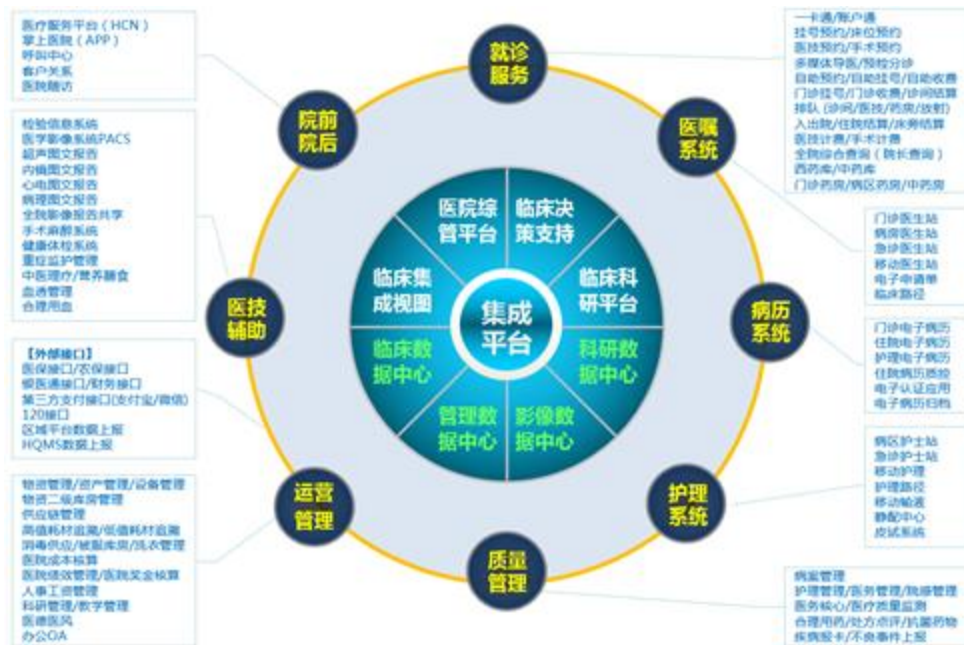 医疗服务平台（HCN）
掌上医院（APP）
呼叫中心
客户关系
医院随访
检验信息系统
医学影像系统PACS
超声图文报告
内镜图文报告
心电图文报告
病理图文报告
全院影像报告共享
手术麻醉系统
健康体检系统
重症监护管理
中医理疗/营养膳食
血透管理
合理用血
【外部接口】
医保接口/农保接口
银医通接口/财务接口
第三方支付接口(支付宝/微信)
120接口
区域平台数据上报
HQMS数据上报
物资管理/资产管理/设备管理
物资二级库房管理
供应链管理
高值耗材追溯/低值耗材追溯
消毒供应/被服库房/洗衣管理
医院成本核算
医院绩效管理/医院奖金核算
人事工资管理
科研管理/教学管理
医德医风
办公OA
就诊
服务
院前
院后
医嘱
系统
医技
辅助
病历
系统
运营
管理
护理
系统
质量
管理
医院综
管平台
临床决
策支持
临床集
成视图
临床科
研平台
集成
平台
临床数
据中心
科研数
据中心
管理数
据中心
影像数
据中心
一卡通/账户通
挂号预约/床位预约
医技预约/手术预约
多媒体导医/预检分诊
自助预约/自助挂号/自助收费
门诊挂号/门诊收费/诊间结算
排队 (诊间/医技/药房/放射)
入出院/住院结算/床旁结算
医技计费/手术计费
全院综合查询（院长查询）
西药库/中药库
门诊药房/病区药房/中药房
门诊医生站
病房医生站
急诊医生站
移动医生站
电子申请单
临床路径
门诊电子病历
住院电子病历
护理电子病历
住院病历质控
电子认证应用
电子病历归档
病区护士站
急诊护士站
移动护理
护理路径
移动输液
静配中心
皮试系统
病案管理
护理管理/医务管理/院感管理
医务核心/医疗质量监测
合理用药/处方点评/抗菌药物
疾病报卡/不良事件上报